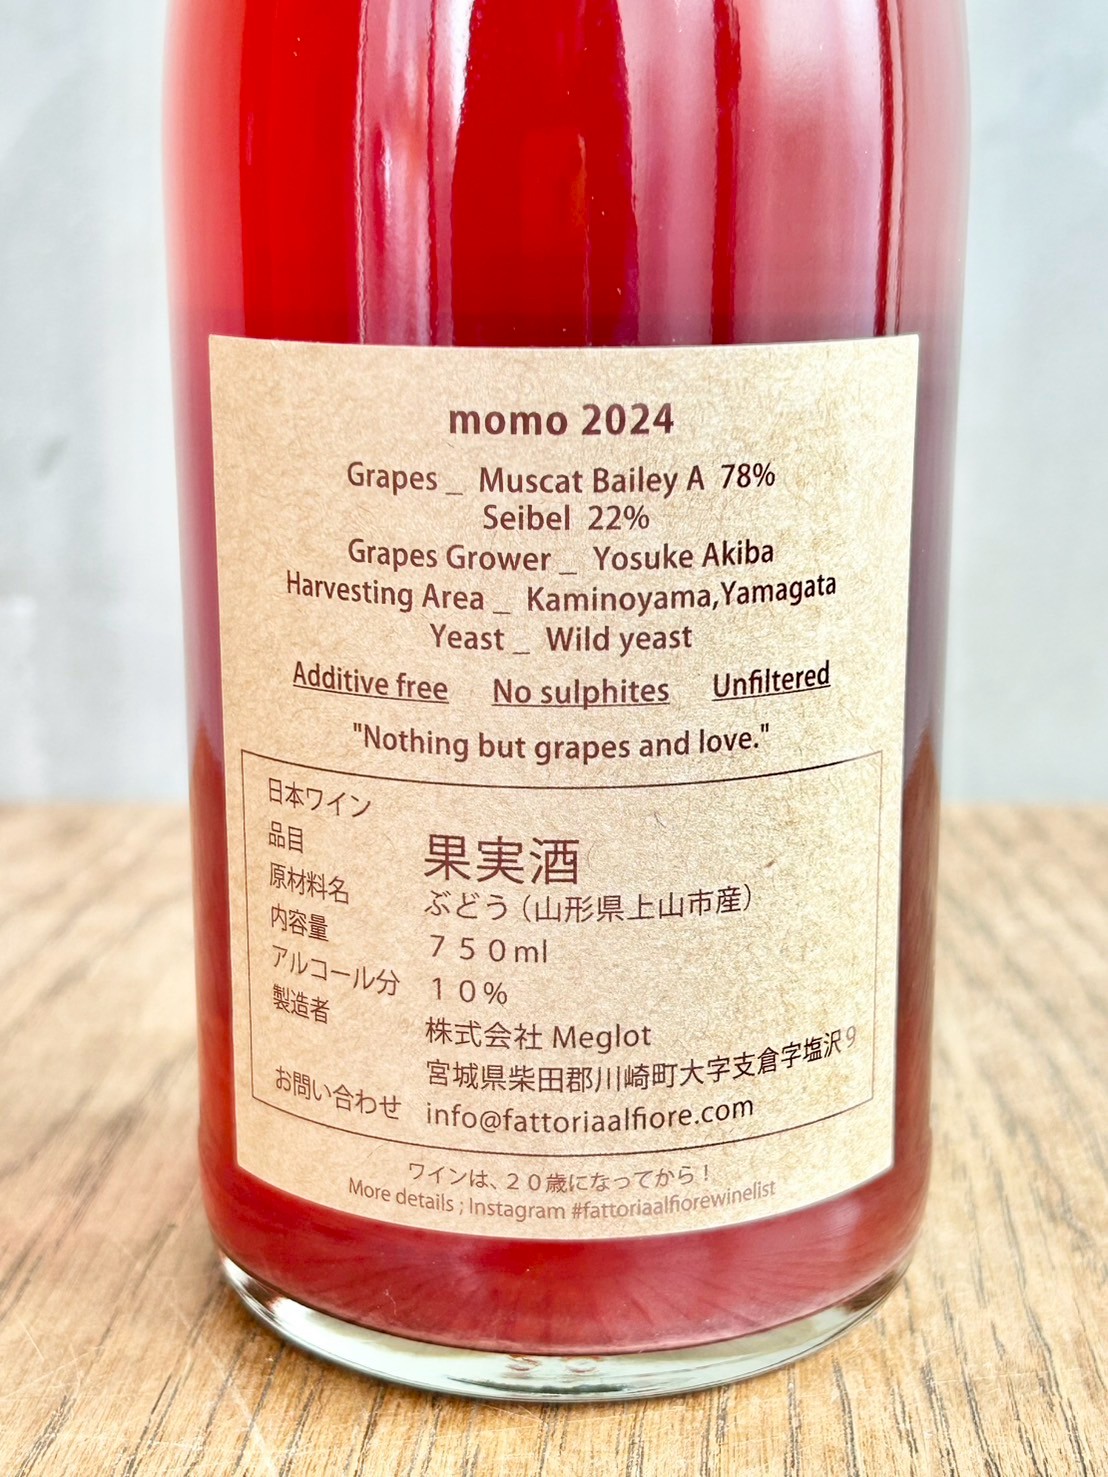 momo 2024
Grapes _ Muscat Bailey A 78%
Seibel 22%
Grapes Grower _ Yosuke Akiba
Harvesting Area _ Kaminoyama,Yamagata
Yeast _ Wild yeast
Additive free No sulphites Unfiltered
"Nothing but grapes and love."
日本ワイン
品目 果実酒
原材料名 ぶどう（山形県上山市産）
内容量 ７５０ml
アルコール分 １０%
製造者 株式会社 Meglot
宮城県柴田郡川崎町大字支倉字塩沢 9
お問い合わせ info@fattoriaalfiore.com
ワインは、２０歳になってから！
More details ; Instagram #fattoriaalfiorewinelist